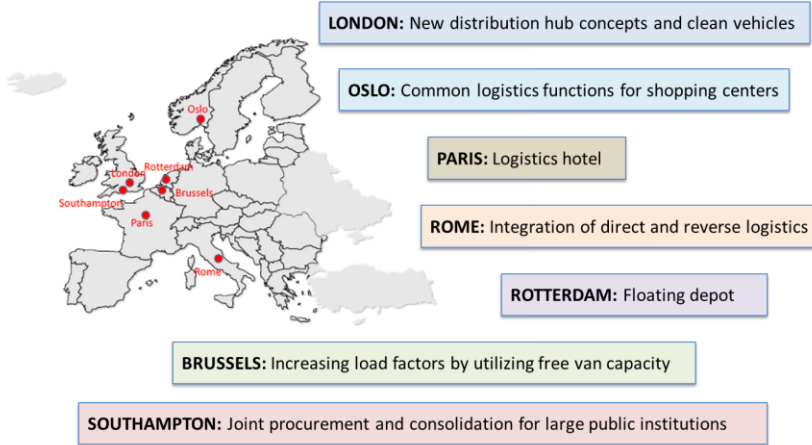 LONDON: New distribution hub concepts and clean vehicles
OSLO: Common logistics functions for shopping centers
PARIS: Logistics hotel
ROME: Integration of direct and reverse logistics
ROTTERDAM: Floating depot
BRUSSELS: Increasing load factors by utilizing free van capacity
SOUTHAMPTON: Joint procurement and consolidation for large public institutions
Oslo
Rotterdam
London
Brussels
Southampton
Paris
Rome